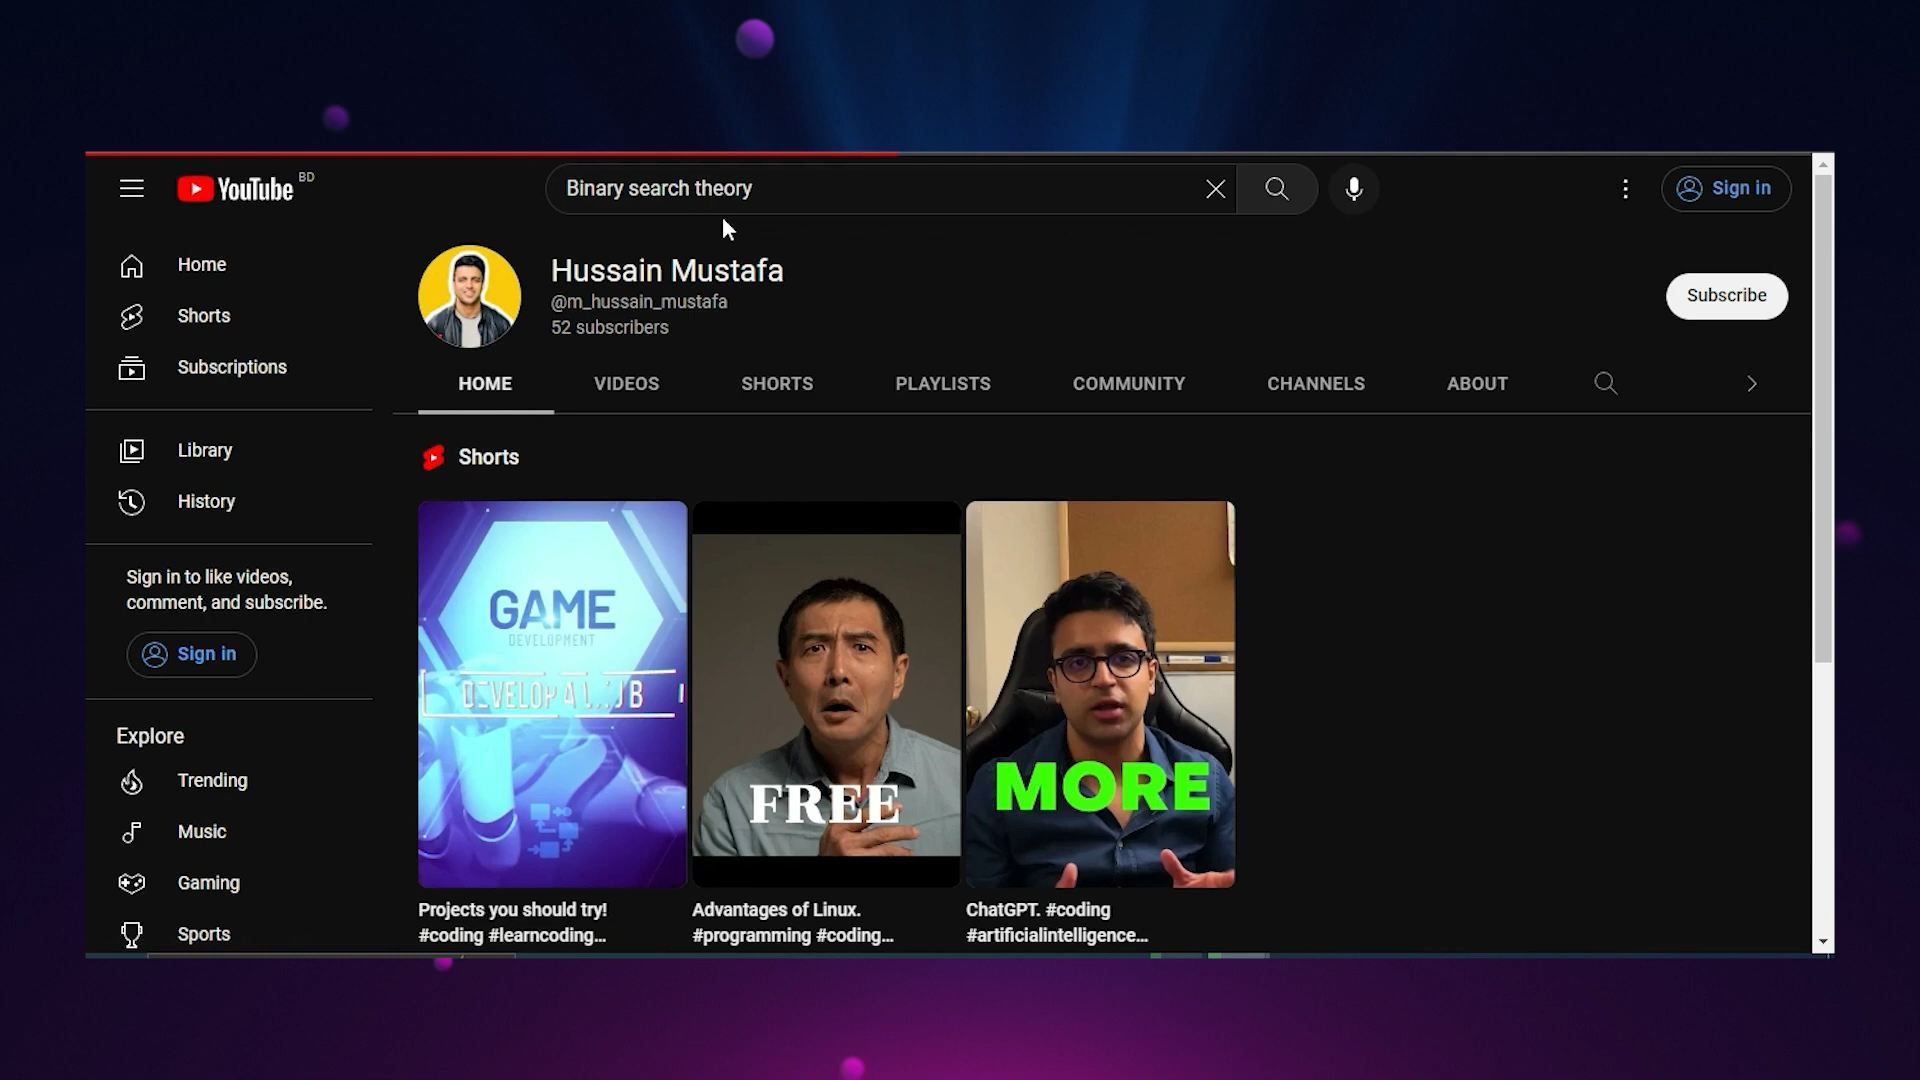 YouTube BD
Binary search theory
Sign in
Home
Shorts
Subscriptions
Library
History
Sign in to like videos,
comment, and subscribe.
Sign in
Explore
Trending
Music
Gaming
Sports
Hussain Mustafa
@m_hussain_mustafa
52 subscribers
Subscribe
HOME VIDEOS SHORTS PLAYLISTS COMMUNITY CHANNELS ABOUT
Shorts
GAME
DEVELOPMENT
FREE
MORE
Projects you should try!
#coding #learncoding...
Advantages of Linux.
#programming #coding...
ChatGPT. #coding
#artificialintelligence...